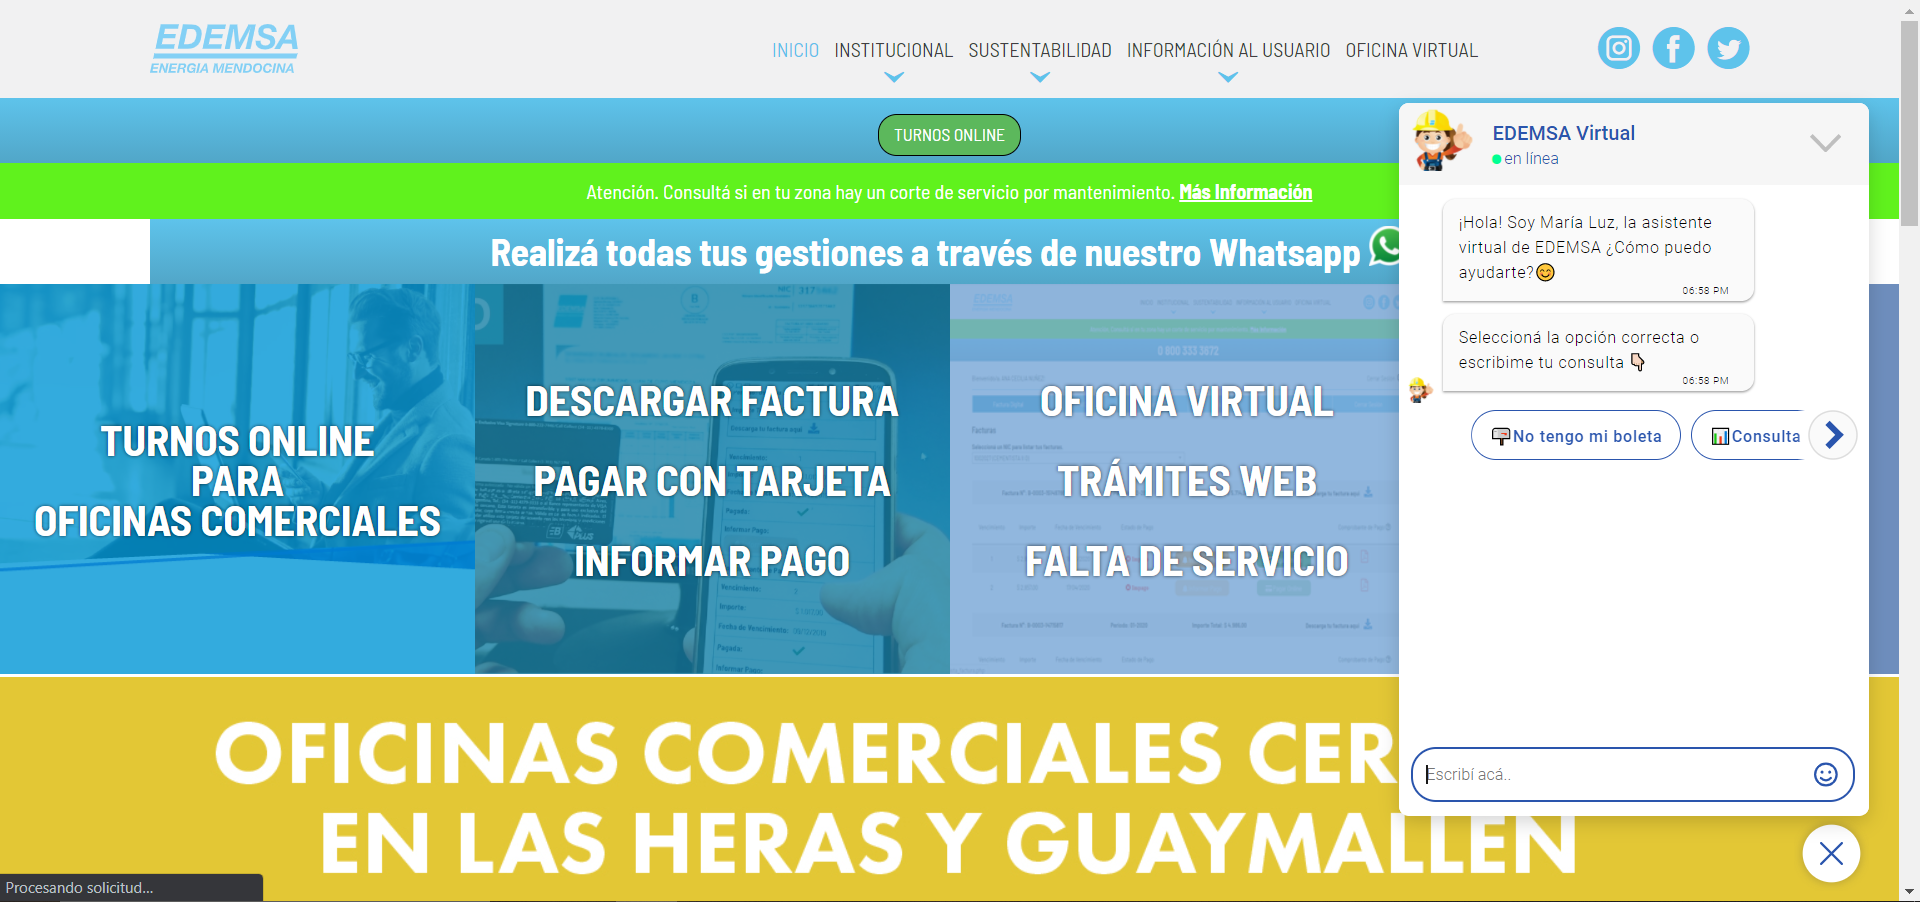 EDEMSA
ENERGIA MENDOCINA
INICIO INSTITUCIONAL SUSTENTABILIDAD INFORMACIÓN AL USUARIO OFICINA VIRTUAL
TURNOS ONLINE
Atención. Consultá si en tu zona hay un corte de servicio por mantenimiento. Más Información
Realizá todas tus gestiones a través de nuestro Whatsapp
TURNOS ONLINE
PARA
OFICINAS COMERCIALES
DESCARGAR FACTURA
PAGAR CON TARJETA
INFORMAR PAGO
OFICINA VIRTUAL
TRÁMITES WEB
FALTA DE SERVICIO
OFICINAS COMERCIALES CER
EN LAS HERAS Y GUAYMALLEN
EDEMSA Virtual
en línea
¡Hola! Soy María Luz, la asistente
virtual de EDEMSA ¿Cómo puedo
ayudarte?😊
06:58 PM
Seleccioná la opción correcta o
escribime tu consulta 👇
06:58 PM
No tengo mi boleta
Consulta
Escribí acá..
Procesando solicitud...